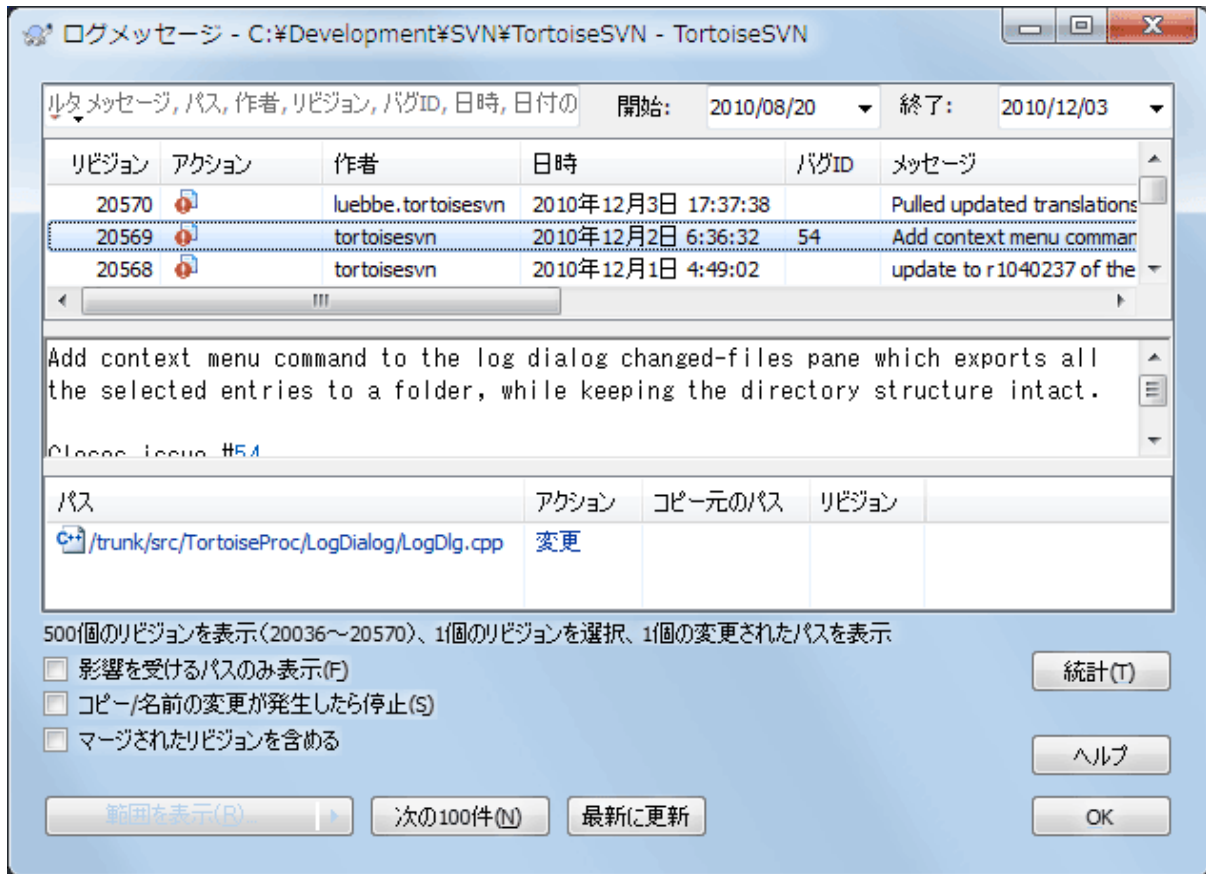 ログメッセージ - C:¥Development¥SVN¥TortoiseSVN - TortoiseSVN
ルタ メッセージ, パス, 作者, リビジョン, バグID, 日時, 日付の 開始: 2010/08/20 終了: 2010/12/03
リビジョン アクション 作者 日時 バグID メッセージ
20570 luebbe.tortoisesvn 2010年12月3日 17:37:38 Pulled updated translations
20569 tortoisesvn 2010年12月2日 6:36:32 54 Add context menu comman
20568 tortoisesvn 2010年12月1日 4:49:02 update to r1040237 of the
Add context menu command to the log dialog changed-files pane which exports all
the selected entries to a folder, while keeping the directory structure intact.
Closes issue #54
パス アクション コピー元のパス リビジョン
C++ /trunk/src/TortoiseProc/LogDialog/LogDlg.cpp 変更
500個のリビジョンを表示(20036～20570)、1個のリビジョンを選択、1個の変更されたパスを表示
影響を受けるパスのみ表示(F)
統計(T)
コピー/名前の変更が発生したら停止(S)
マージされたリビジョンを含める
ヘルプ
範囲を表示(R)... 次の100件(N) 最新に更新 OK